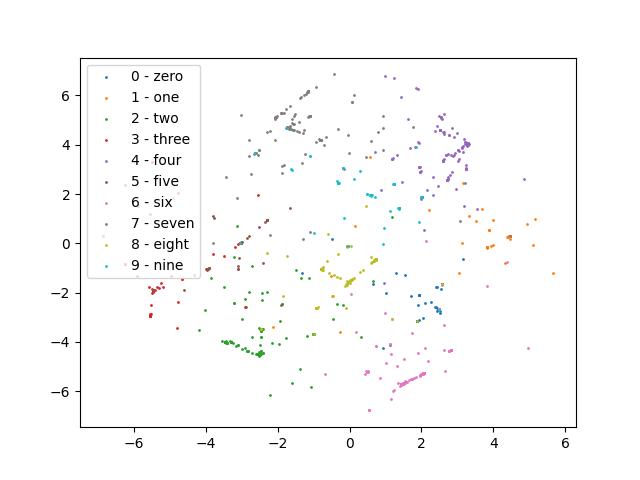 0 - zero
1 - one
2 - two
3 - three
4 - four
5 - five
6 - six
7 - seven
8 - eight
9 - nine
6
4
2
0
−2
−4
−6
−6
−4
−2
0
2
4
6